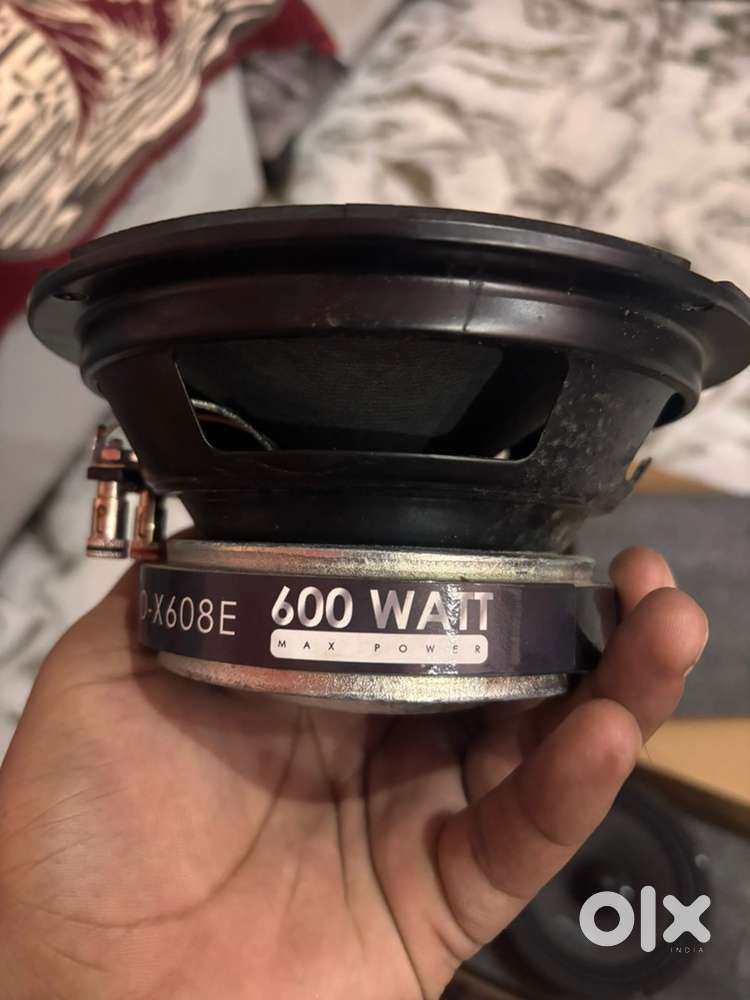 D-X608E
600 WATT
MAX POWER
olx
INDIA